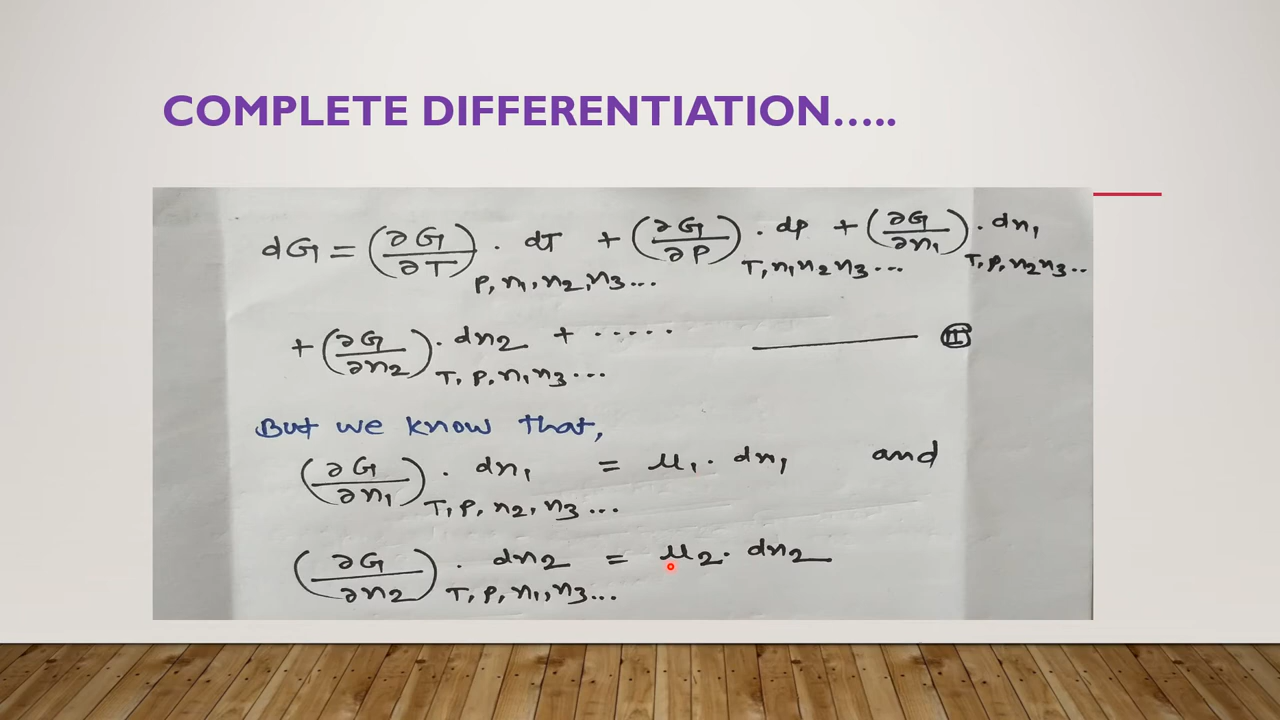 COMPLETE DIFFERENTIATION.....
dG = (∂G/∂T)P, n1, n2, n3... · dT + (∂G/∂P)T, n1 n2 n3... · dP + (∂G/∂n1)T, P, n2 n3... · dn1
+ (∂G/∂n2)T, P, n1, n3... · dn2 + ...... ——— II
But we know that,
(∂G/∂n1)T, P, n2, n3... · dn1 = μ1 · dn1 and
(∂G/∂n2)T, P, n1, n3... · dn2 = μ2 · dn2